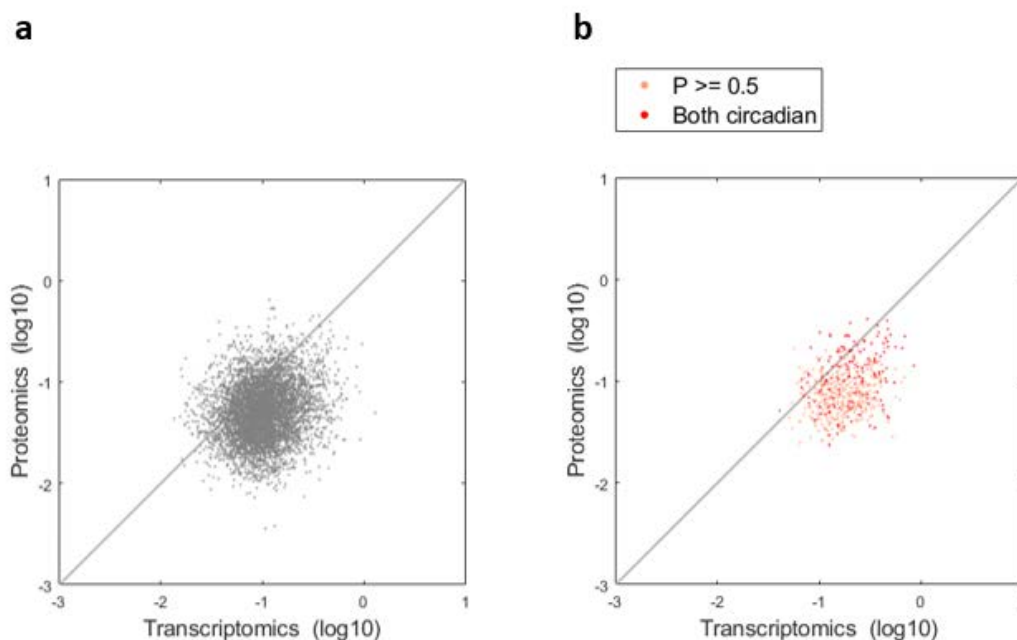 a
b
P >= 0.5
Both circadian
1
0
-1
-2
-3
-3
-2
-1
0
1
Proteomics (log10)
Transcriptomics (log10)
1
0
-1
-2
-3
-3
-2
-1
0
Proteomics (log10)
Transcriptomics (log10)